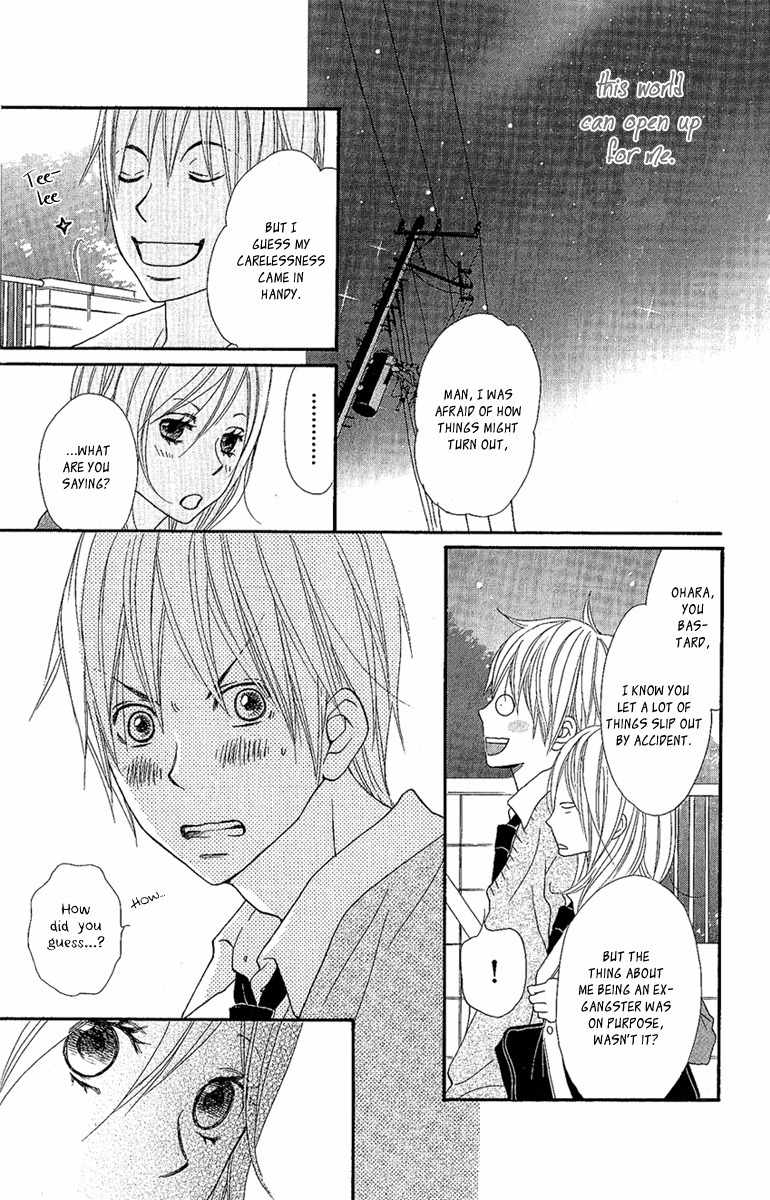 this world
can open up
for me.
MAN, I WAS
AFRAID OF HOW
THINGS MIGHT
TURN OUT,
BUT I
GUESS MY
CARELESSNESS
CAME IN
HANDY.
Tee-
lee
.........
...WHAT
ARE YOU
SAYING?
OHARA,
YOU
BAS-
TARD,
I KNOW YOU
LET A LOT OF
THINGS SLIP OUT
BY ACCIDENT.
BUT THE
THING ABOUT
ME BEING AN EX-
GANGSTER WAS
ON PURPOSE,
WASN'T IT?
!
HOW...
How
did you
guess...?